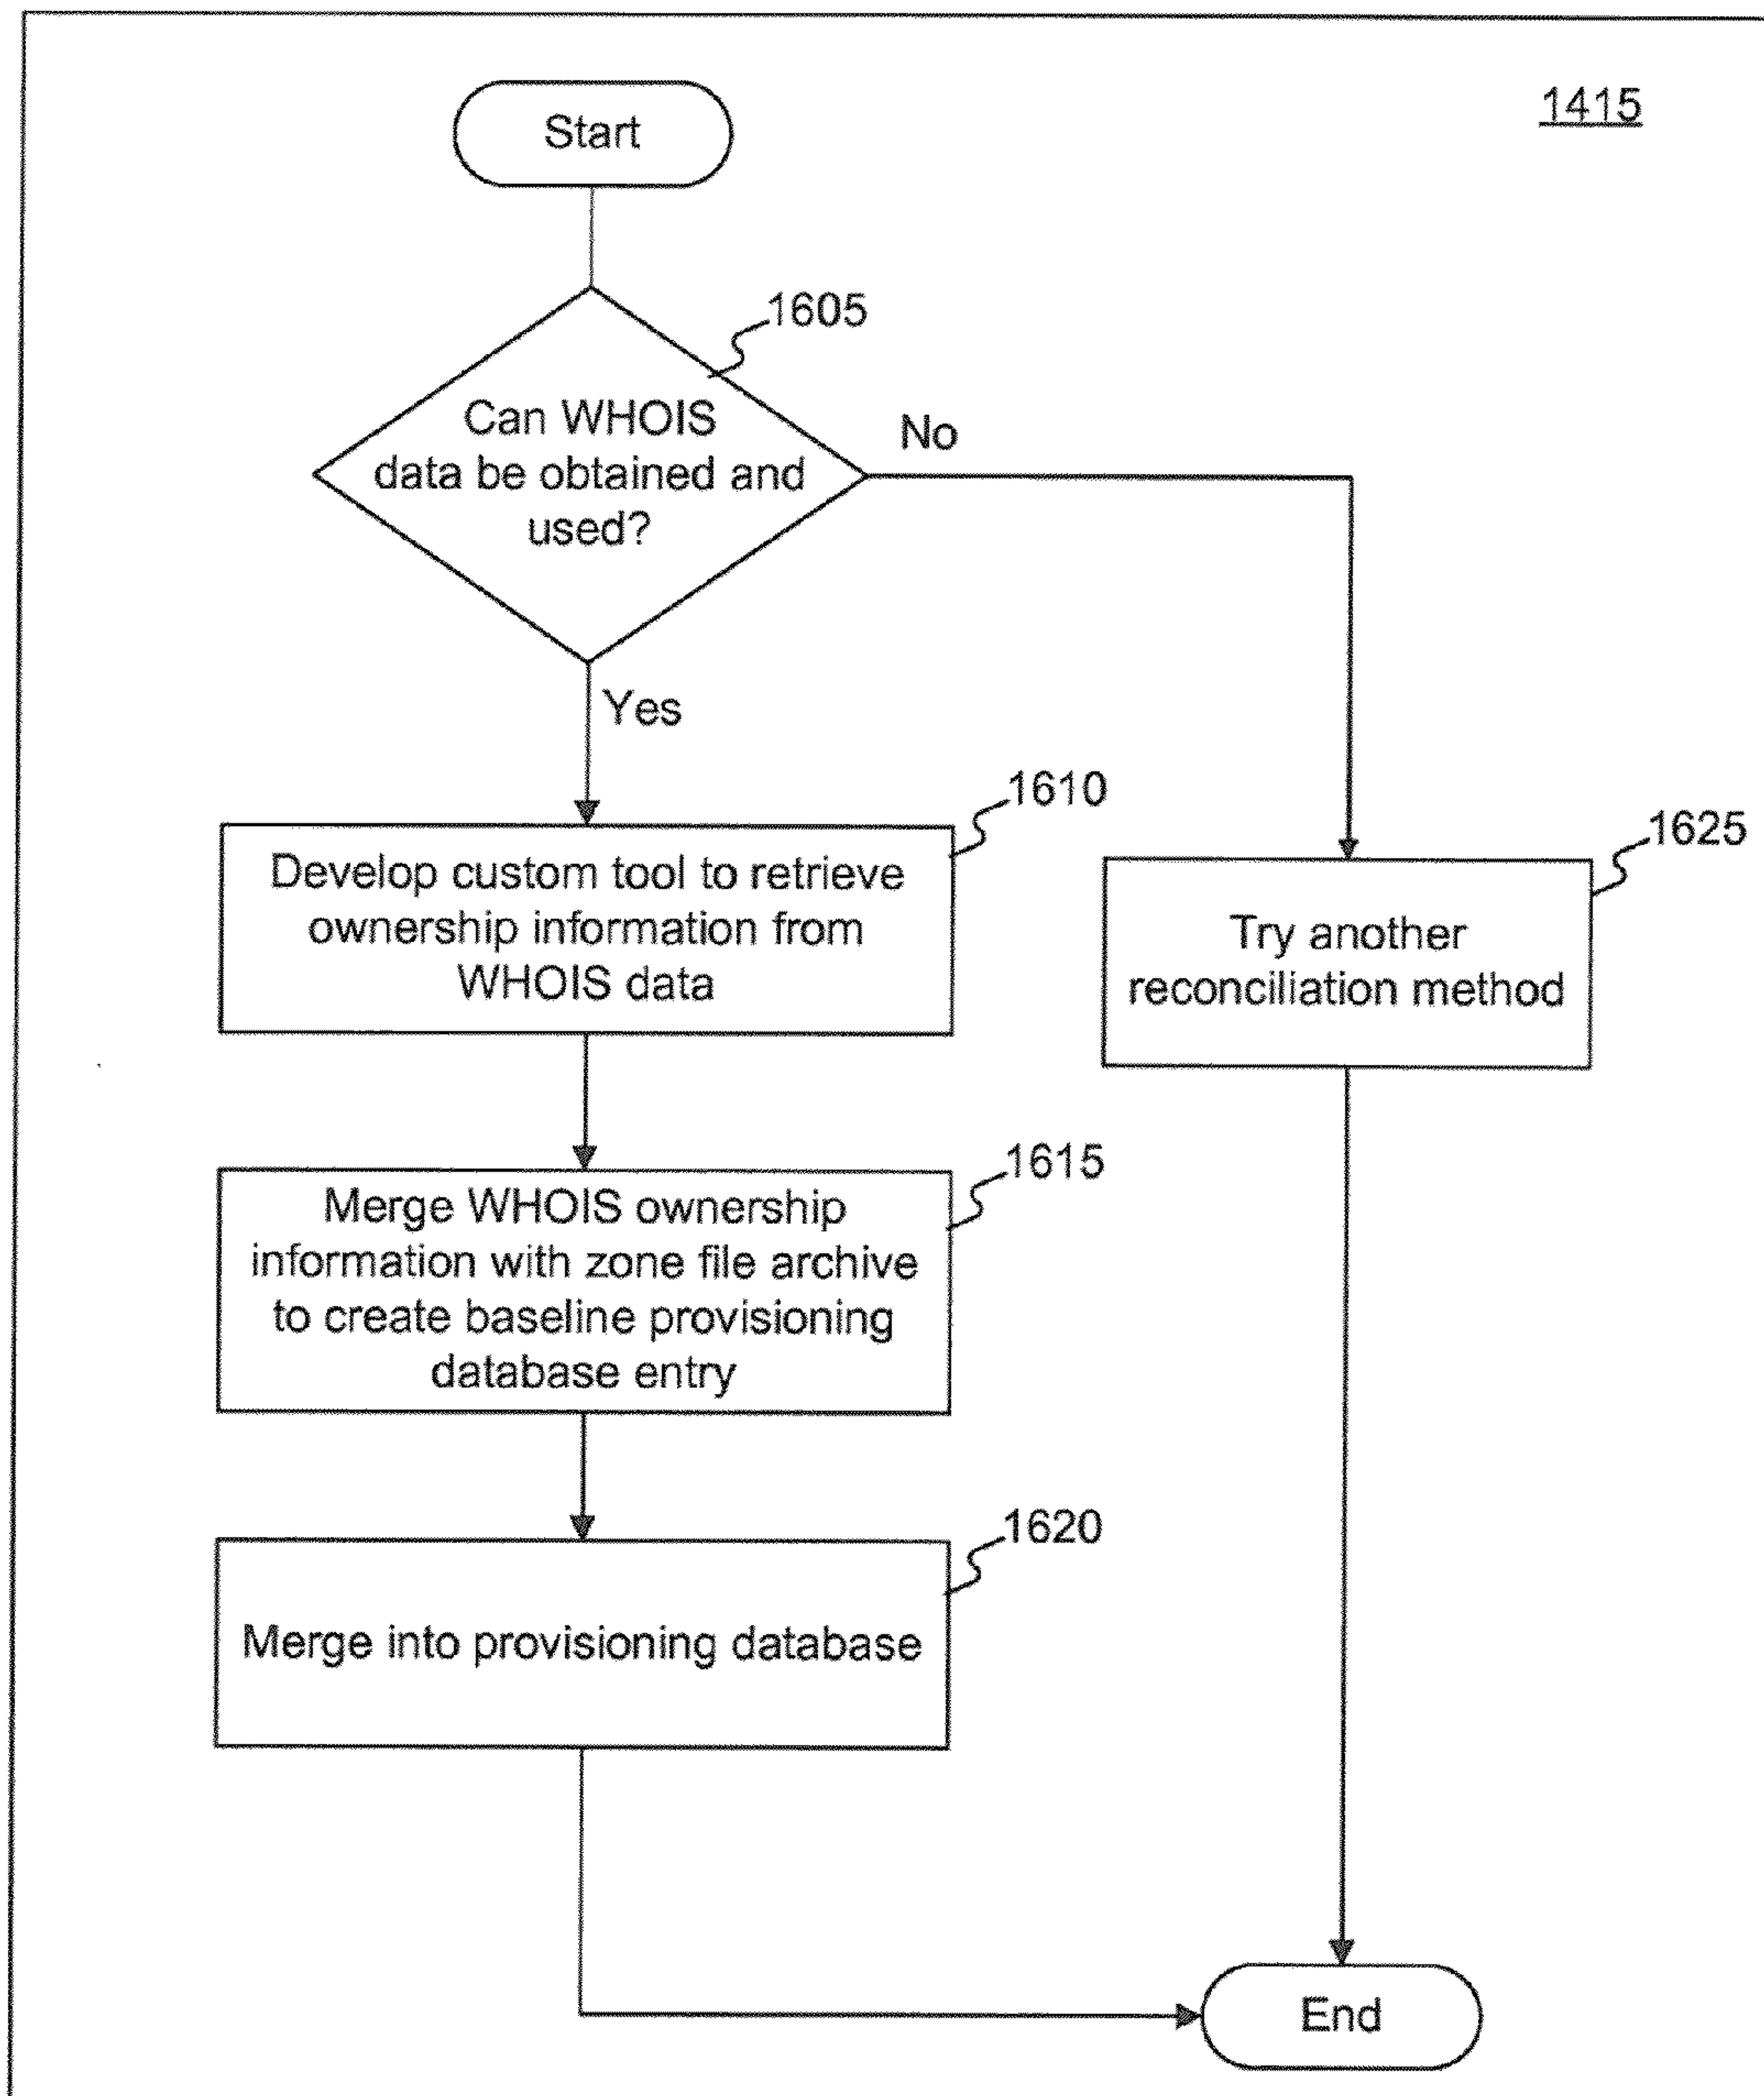 1415
Start
1605
Can WHOIS
data be obtained and
used?
No
Yes
1610
Develop custom tool to retrieve
ownership information from
WHOIS data
1625
Try another
reconciliation method
1615
Merge WHOIS ownership
information with zone file archive
to create baseline provisioning
database entry
1620
Merge into provisioning database
End